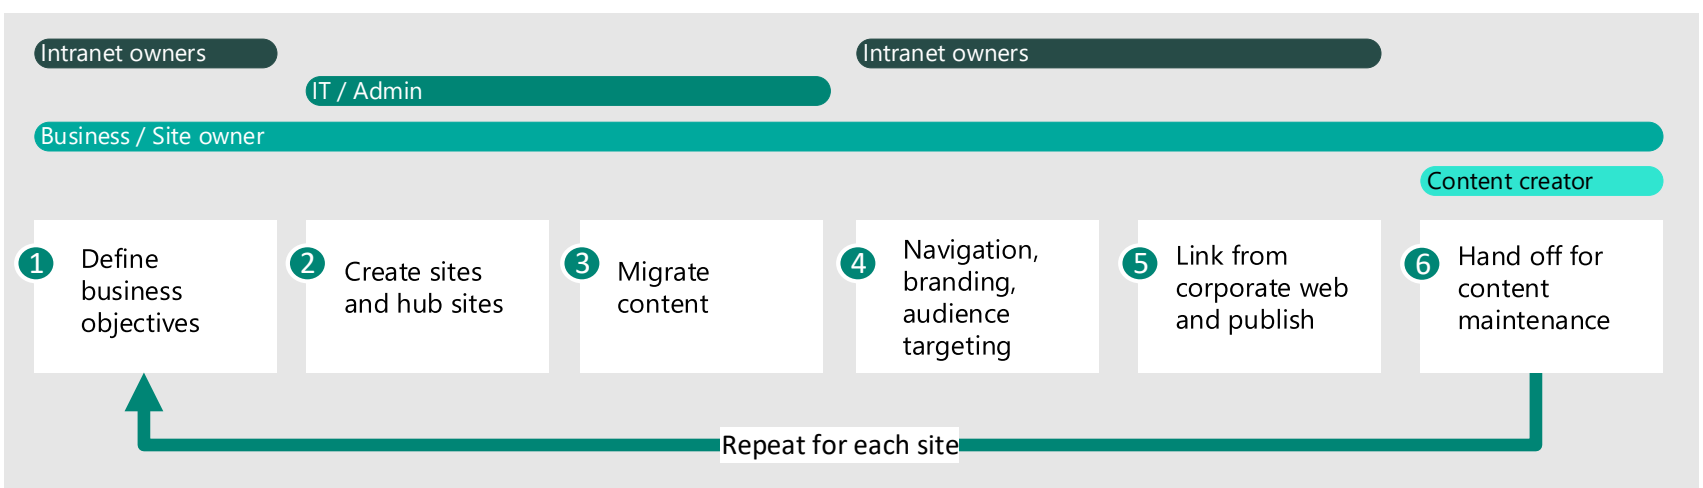 Intranet owners
Intranet owners
IT / Admin
Business / Site owner
Content creator
1
Define
business
objectives
2
Create sites
and hub sites
3
Migrate
content
4
Navigation,
branding,
audience
targeting
5
Link from
corporate web
and publish
6
Hand off for
content
maintenance
Repeat for each site